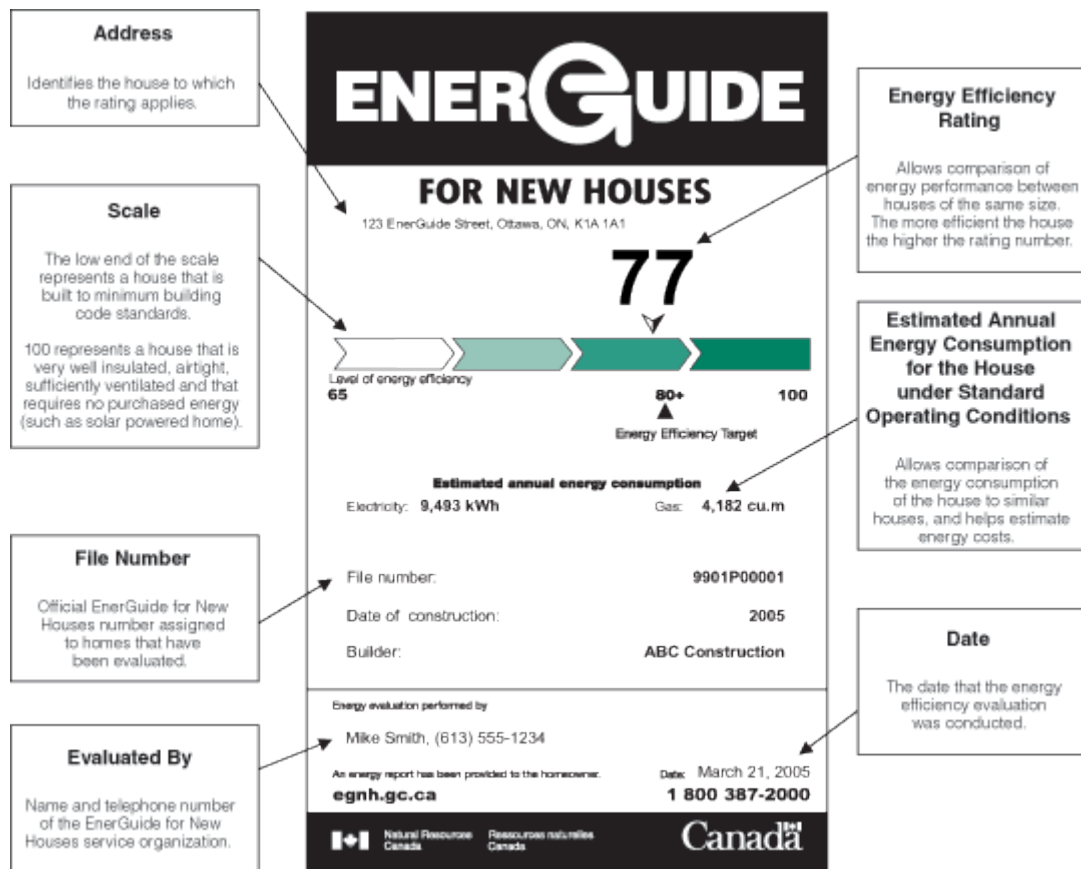 Address
Identifies the house to which
the rating applies.
Scale
The low end of the scale
represents a house that is
built to minimum building
code standards.
100 represents a house that is
very well insulated, airtight,
sufficiently ventilated and that
requires no purchased energy
(such as solar powered home).
File Number
Official EnerGuide for New
Houses number assigned
to homes that have
been evaluated.
Evaluated By
Name and telephone number
of the EnerGuide for New
Houses service organization.
ENERGUIDE
FOR NEW HOUSES
123 EnerGuide Street, Ottawa, ON, K1A 1A1
77
Level of energy efficiency
65 80+ 100
Energy Efficiency Target
Estimated annual energy consumption
Electricity: 9,493 kWh Gas: 4,182 cu.m
File number: 9901P00001
Date of construction: 2005
Builder: ABC Construction
Energy evaluation performed by
Mike Smith, (613) 555-1234
An energy report has been provided to the homeowner. Date: March 21, 2005
egnh.gc.ca 1 800 387-2000
Natural Resources Ressources naturelles
Canada Canada
Canada
Energy Efficiency
Rating
Allows comparison of
energy performance between
houses of the same size.
The more efficient the house
the higher the rating number.
Estimated Annual
Energy Consumption
for the House
under Standard
Operating Conditions
Allows comparison of
the energy consumption
of the house to similar
houses, and helps estimate
energy costs.
Date
The date that the energy
efficiency evaluation
was conducted.